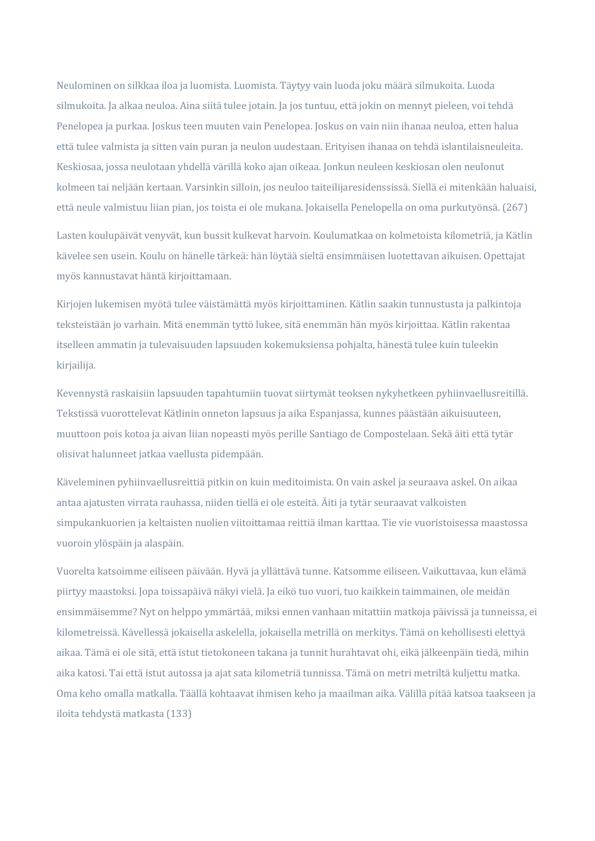 Neulominen on silkkaa iloa ja luomista. Luomista. Täytyy vain luoda joku määrä silmukoita. Luoda
silmukoita. Ja alkaa neuloa. Aina siitä tulee jotain. Ja jos tuntuu, että jokin on mennyt pieleen, voi tehdä
Penelopea ja purkaa. Joskus teen muuten vain Penelopea. Joskus on vain niin ihanaa neuloa, etten halua
että tulee valmista ja sitten vain puran ja neulon uudestaan. Erityisen ihanaa on tehdä islantilaisneuleita.
Keskiosaa, jossa neulotaan yhdellä värillä koko ajan oikeaa. Jonkun neuleen keskiosan olen neulonut
kolmeen tai neljään kertaan. Varsinkin silloin, jos neuloo taiteilijaresidenssissä. Siellä ei mitenkään haluaisi,
että neule valmistuu liian pian, jos toista ei ole mukana. Jokaisella Penelopella on oma purkutyönsä. (267)
Lasten koulupäivät venyvät, kun bussit kulkevat harvoin. Koulumatkaa on kolmetoista kilometriä, ja Kätlin
kävelee sen usein. Koulu on hänelle tärkeä: hän löytää sieltä ensimmäisen luotettavan aikuisen. Opettajat
myös kannustavat häntä kirjoittamaan.
Kirjojen lukemisen myötä tulee väistämättä myös kirjoittaminen. Kätlin saakin tunnustusta ja palkintoja
teksteistään jo varhain. Mitä enemmän tyttö lukee, sitä enemmän hän myös kirjoittaa. Kätlin rakentaa
itselleen ammatin ja tulevaisuuden lapsuuden kokemuksiensa pohjalta, hänestä tulee kuin tuleekin
kirjailija.
Kevennystä raskaisiin lapsuuden tapahtumiin tuovat siirtymät teoksen nykyhetkeen pyhiinvaellusreitillä.
Tekstissä vuorottelevat Kätlinin onneton lapsuus ja aika Espanjassa, kunnes päästään aikuisuuteen,
muuttoon pois kotoa ja aivan liian nopeasti myös perille Santiago de Compostelaan. Sekä äiti että tytär
olisivat halunneet jatkaa vaellusta pidempään.
Käveleminen pyhiinvaellusreittiä pitkin on kuin meditoimista. On vain askel ja seuraava askel. On aikaa
antaa ajatusten virrata rauhassa, niiden tiellä ei ole esteitä. Äiti ja tytär seuraavat valkoisten
simpukankuorien ja keltaisten nuolien viitoittamaa reittiä ilman karttaa. Tie vie vuoristoisessa maastossa
vuoroin ylöspäin ja alaspäin.
Vuorelta katsoimme eiliseen päivään. Hyvä ja yllättävä tunne. Katsomme eiliseen. Vaikuttavaa, kun elämä
piirtyy maastoksi. Jopa toissapäivä näkyi vielä. Ja eikö tuo vuori, tuo kaikkein taimmainen, ole meidän
ensimmäisemme? Nyt on helppo ymmärtää, miksi ennen vanhaan mitattiin matkoja päivissä ja tunneissa, ei
kilometreissä. Kävellessä jokaisella askelella, jokaisella metrillä on merkitys. Tämä on kehollisesti elettyä
aikaa. Tämä ei ole sitä, että istut tietokoneen takana ja tunnit hurahtavat ohi, eikä jälkeenpäin tiedä, mihin
aika katosi. Tai että istut autossa ja ajat sata kilometriä tunnissa. Tämä on metri metriltä kuljettu matka.
Oma keho omalla matkalla. Täällä kohtaavat ihmisen keho ja maailman aika. Välillä pitää katsoa taakseen ja
iloita tehdystä matkasta (133)